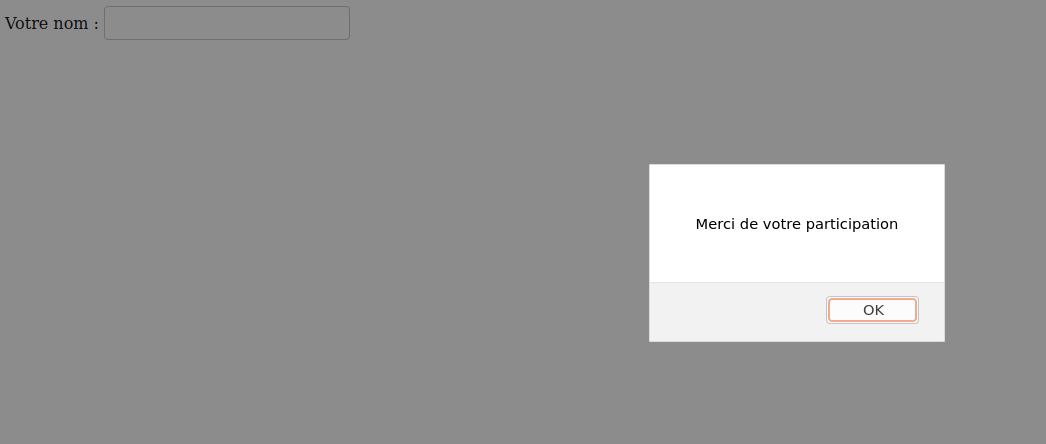 Votre nom :
Merci de votre participation
OK